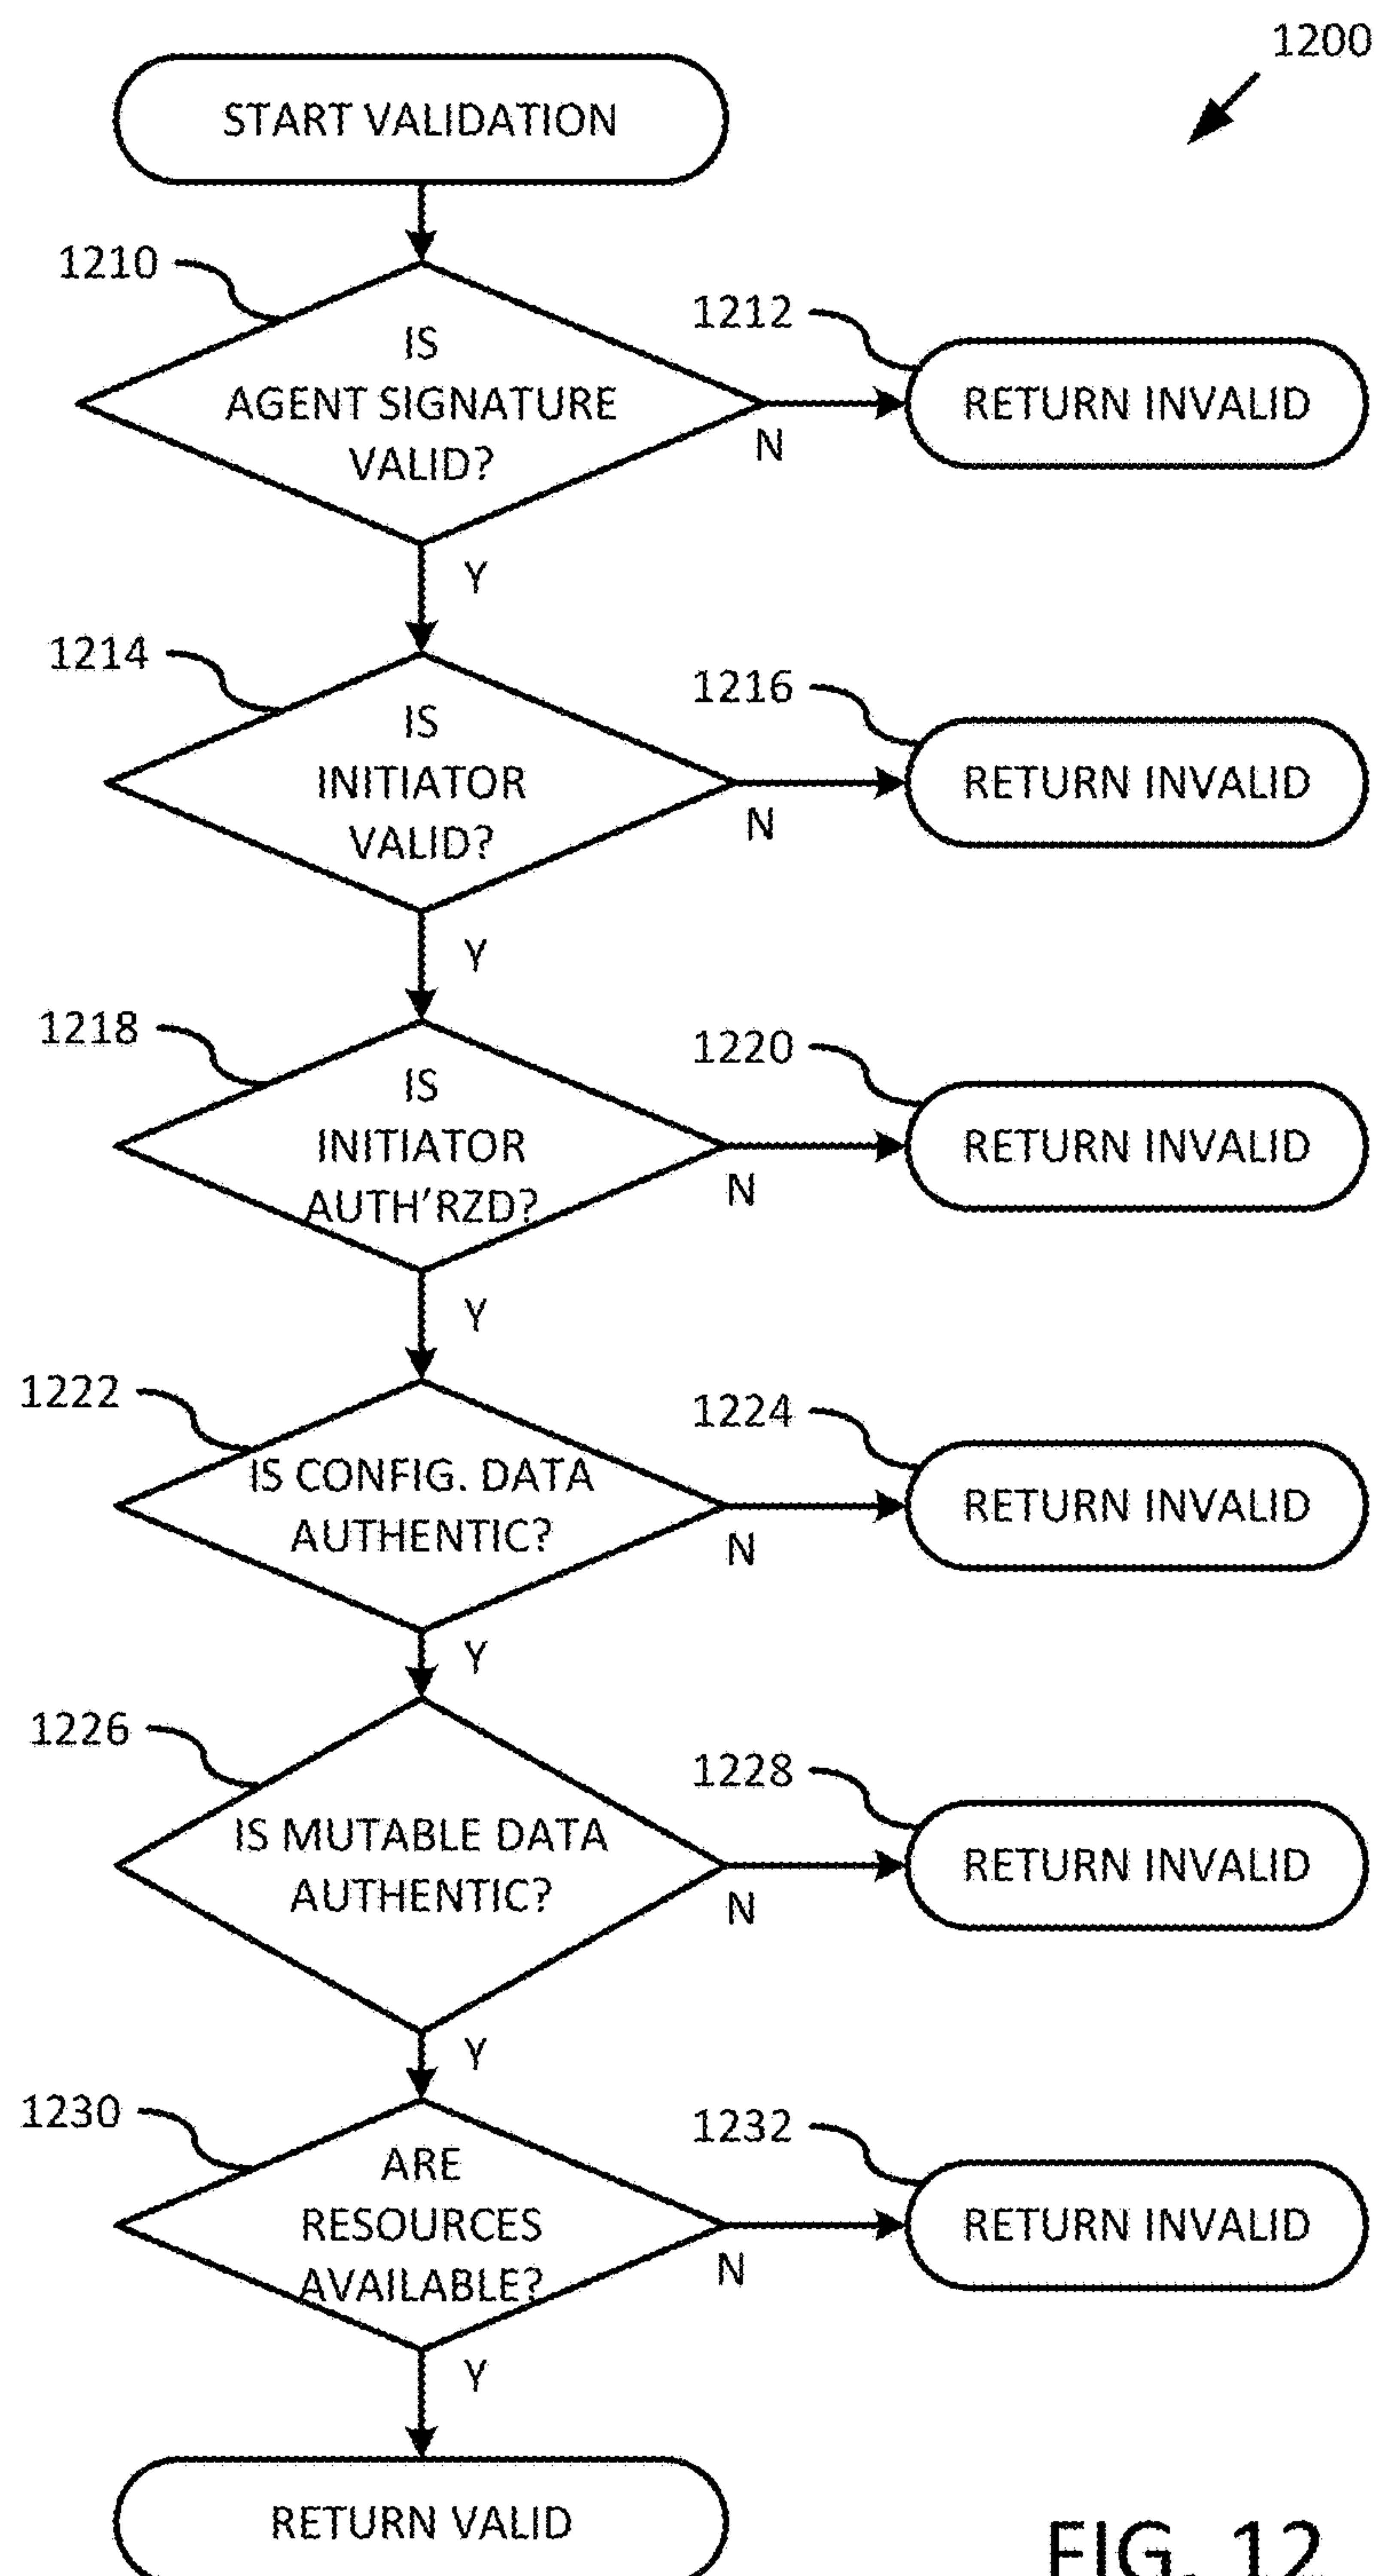 1200
START VALIDATION
1210
IS
AGENT SIGNATURE
VALID?
N
Y
1212
RETURN INVALID
1214
IS
INITIATOR
VALID?
N
Y
1216
RETURN INVALID
1218
IS
INITIATOR
AUTH'RZD?
N
Y
1220
RETURN INVALID
1222
IS CONFIG. DATA
AUTHENTIC?
N
Y
1224
RETURN INVALID
1226
IS MUTABLE DATA
AUTHENTIC?
N
Y
1228
RETURN INVALID
1230
ARE
RESOURCES
AVAILABLE?
N
Y
1232
RETURN INVALID
RETURN VALID
FIG. 12